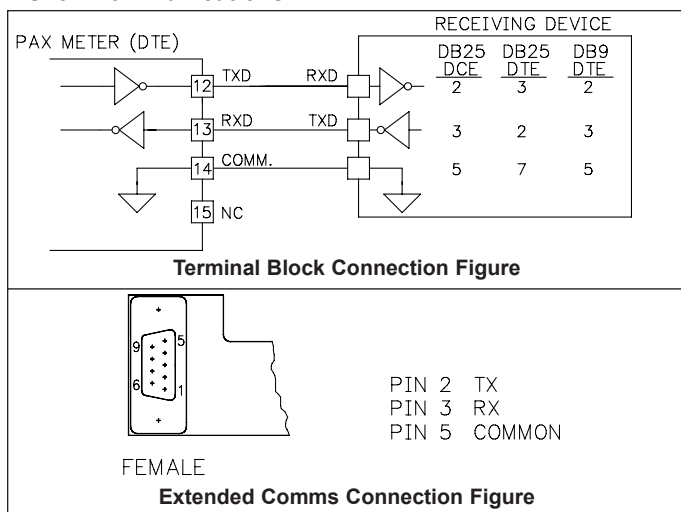 RECEIVING DEVICE
PAX METER (DTE)
DB25 DB25 DB9
DCE DTE DTE
12 TXD RXD 2 3 2
13 RXD TXD 3 2 3
14 COMM. 5 7 5
15 NC
Terminal Block Connection Figure
9 5
6 1
PIN 2 TX
PIN 3 RX
PIN 5 COMMON
FEMALE
Extended Comms Connection Figure